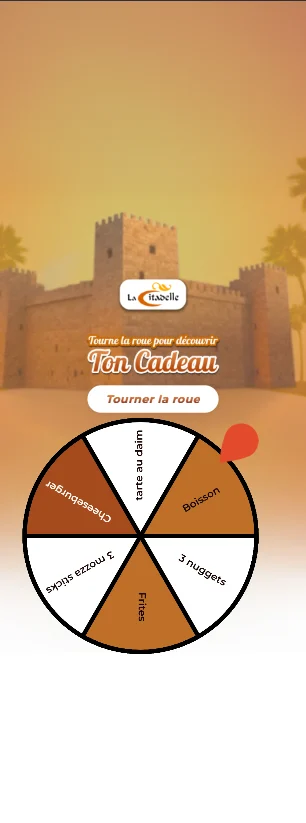 La Citadelle
Tourne la roue pour découvrir
Ton Cadeau
Tourner la roue
tarte au daim
Boisson
3 nuggets
Frites
3 mozza sticks
Cheeseburger